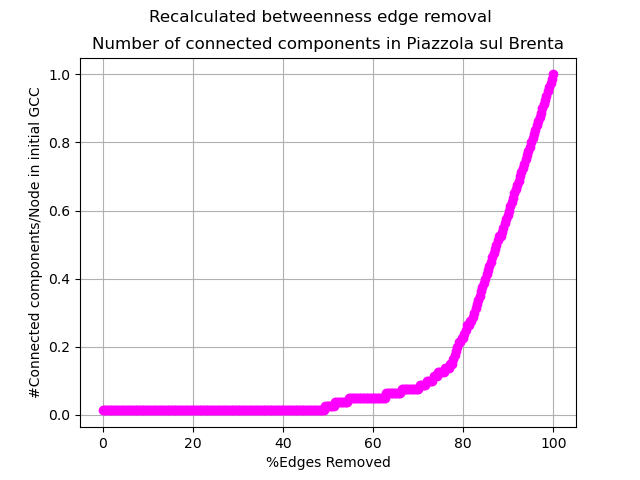 Recalculated betweenness edge removal
Number of connected components in Piazzola sul Brenta
#Connected components/Node in initial GCC
1.0
0.8
0.6
0.4
0.2
0.0
0 20 40 60 80 100
%Edges Removed